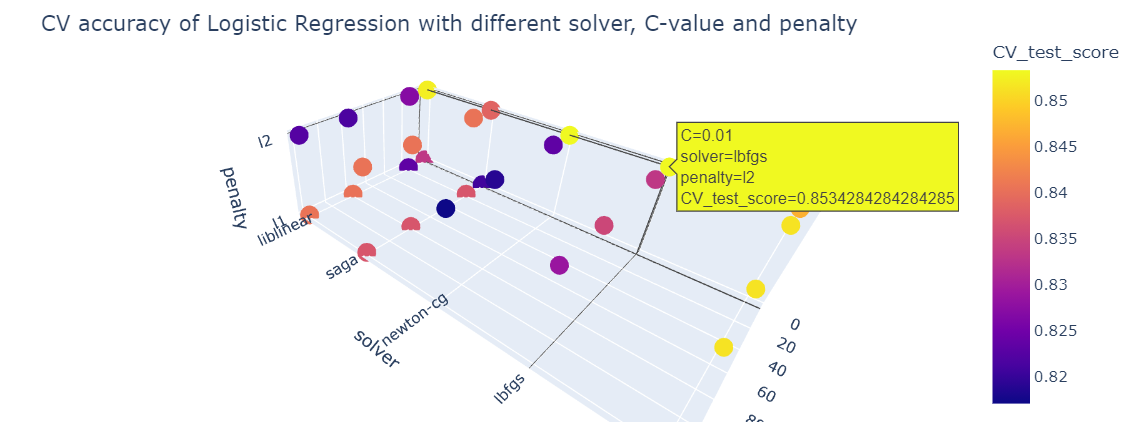 CV accuracy of Logistic Regression with different solver, C-value and penalty
CV_test_score
0.85
0.845
0.84
0.835
0.83
0.825
0.82
C=0.01
solver=lbfgs
penalty=l2
CV_test_score=0.8534284284284285
l2
penalty
l1
liblinear
saga
newton-cg
solver
lbfgs
0
20
40
60